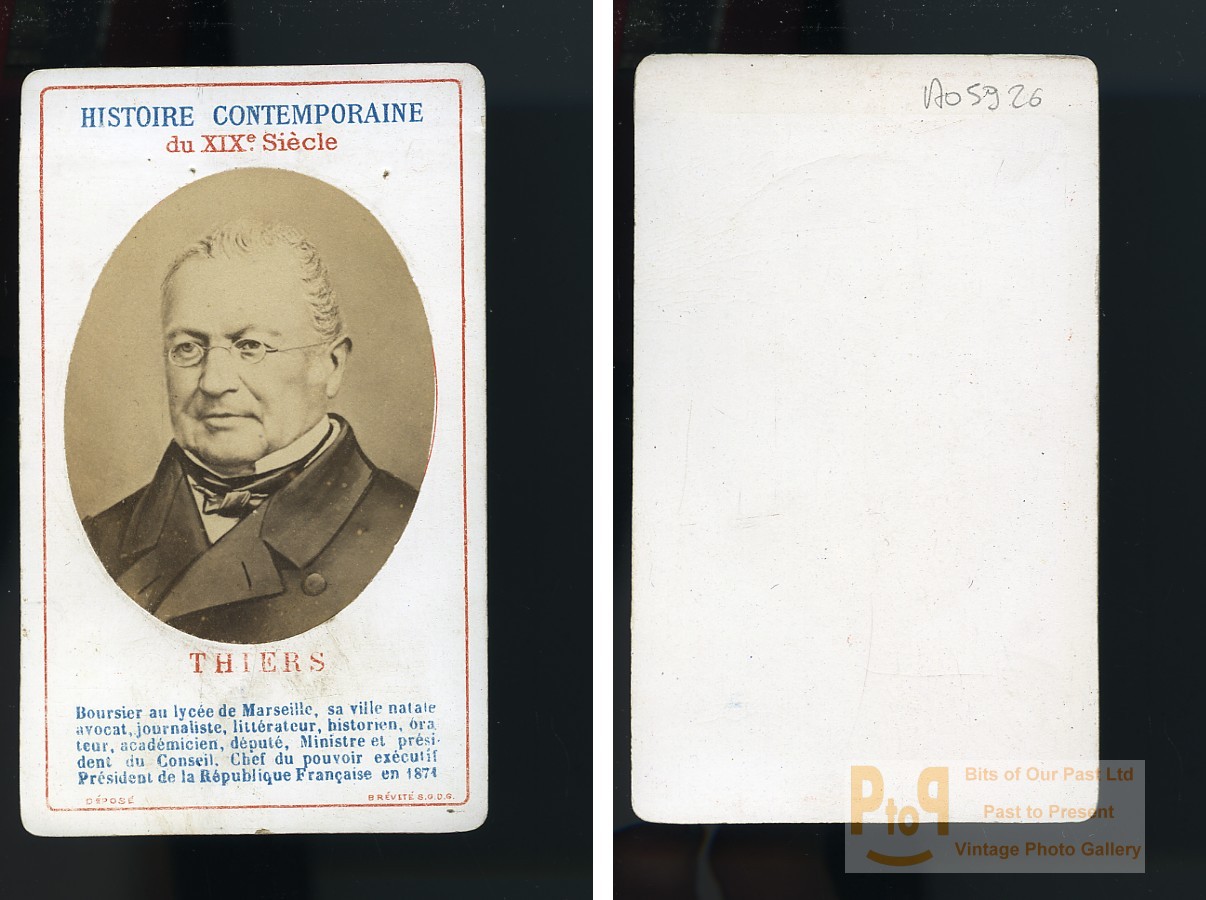 HISTOIRE CONTEMPORAINE
du XIXe. Siècle
THIERS
Boursier au lycée de Marseille, sa ville natale
avocat, journaliste, littérateur, historien, ora
teur, académicien, député, Ministre et prési-
dent du Conseil, Chef du pouvoir exécutif
Président de la République Française en 1871
DÉPOSÉ BRÉVETÉ S.G.D.G.
A05926
PtoP
Bits of Our Past Ltd
Past to Present
Vintage Photo Gallery